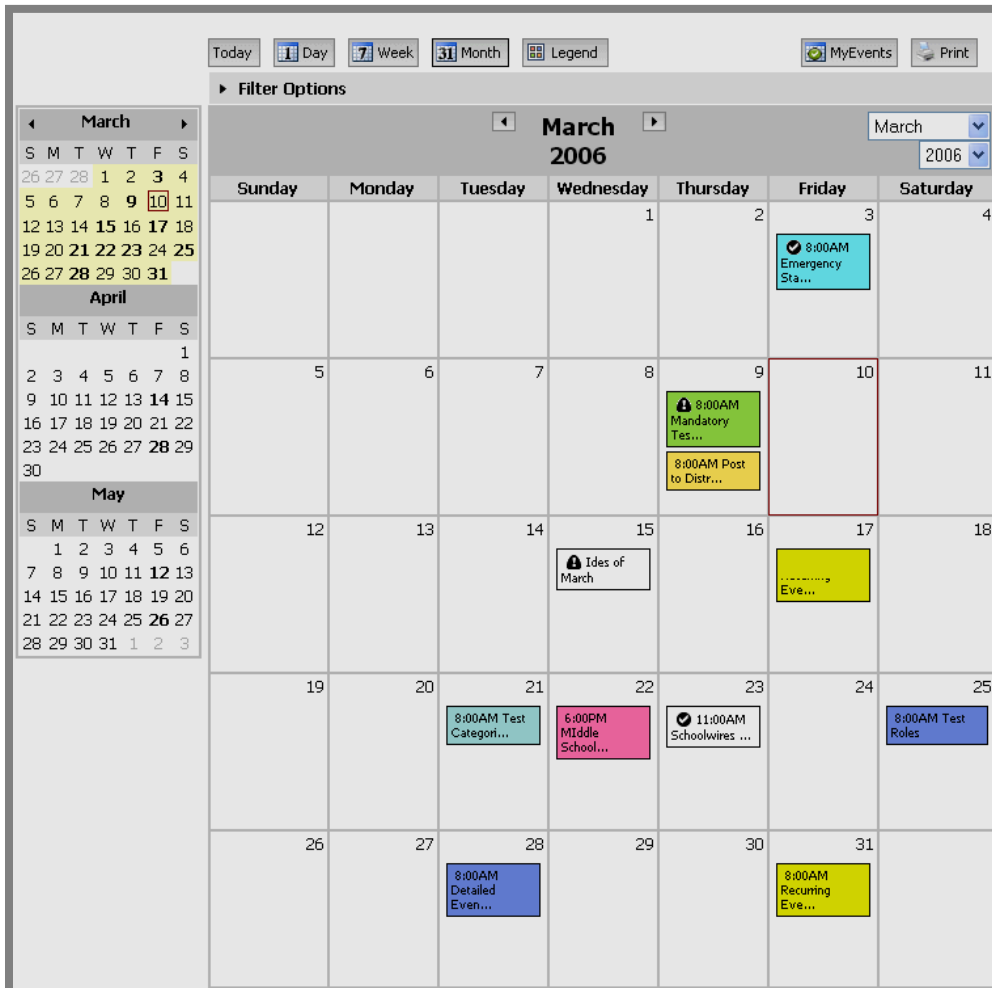 Today
Day
Week
Month
Legend
MyEvents
Print
Filter Options
March
S M T W T F S
26 27 28 1 2 3 4
5 6 7 8 9 10 11
12 13 14 15 16 17 18
19 20 21 22 23 24 25
26 27 28 29 30 31
April
S M T W T F S
1
2 3 4 5 6 7 8
9 10 11 12 13 14 15
16 17 18 19 20 21 22
23 24 25 26 27 28 29
30
May
S M T W T F S
1 2 3 4 5 6
7 8 9 10 11 12 13
14 15 16 17 18 19 20
21 22 23 24 25 26 27
28 29 30 31 1 2 3
March
2006
March
2006
Sunday Monday Tuesday Wednesday Thursday Friday Saturday
1 2 3 4
8:00AM
Emergency
Sta...
5 6 7 8 9 10 11
8:00AM
Mandatory
Tes...
8:00AM Post
to Distr...
12 13 14 15 16 17 18
Ides of
March
Eve...
19 20 21 22 23 24 25
8:00AM Test
Categori...
6:00PM
MIddle
School...
11:00AM
Schoolwires ...
8:00AM Test
Roles
26 27 28 29 30 31
8:00AM
Detailed
Even...
8:00AM
Recurring
Eve...